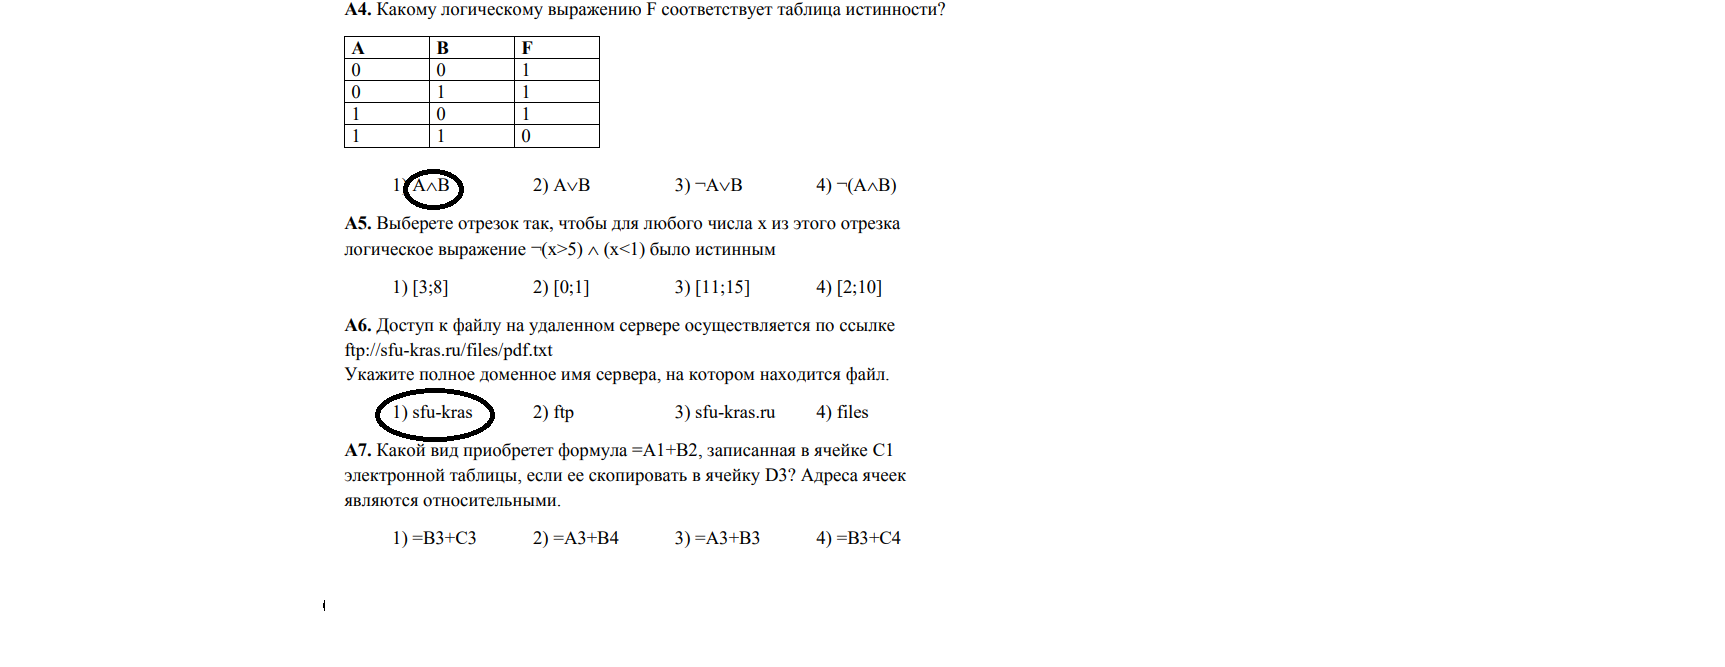 A4. Какому логическому выражению F соответствует таблица истинности?
A B F
0 0 1
0 1 1
1 0 1
1 1 0
1) A∧B 2) A∨B 3) ¬A∨B 4) ¬(A∧B)
A5. Выберете отрезок так, чтобы для любого числа x из этого отрезка
логическое выражение ¬(x>5) ∧ (x<1) было истинным
1) [3;8] 2) [0;1] 3) [11;15] 4) [2;10]
A6. Доступ к файлу на удаленном сервере осуществляется по ссылке
ftp://sfu-kras.ru/files/pdf.txt
Укажите полное доменное имя сервера, на котором находится файл.
1) sfu-kras 2) ftp 3) sfu-kras.ru 4) files
A7. Какой вид приобретет формула =A1+B2, записанная в ячейке C1
электронной таблицы, если ее скопировать в ячейку D3? Адреса ячеек
являются относительными.
1) =B3+C3 2) =A3+B4 3) =A3+B3 4) =B3+C4